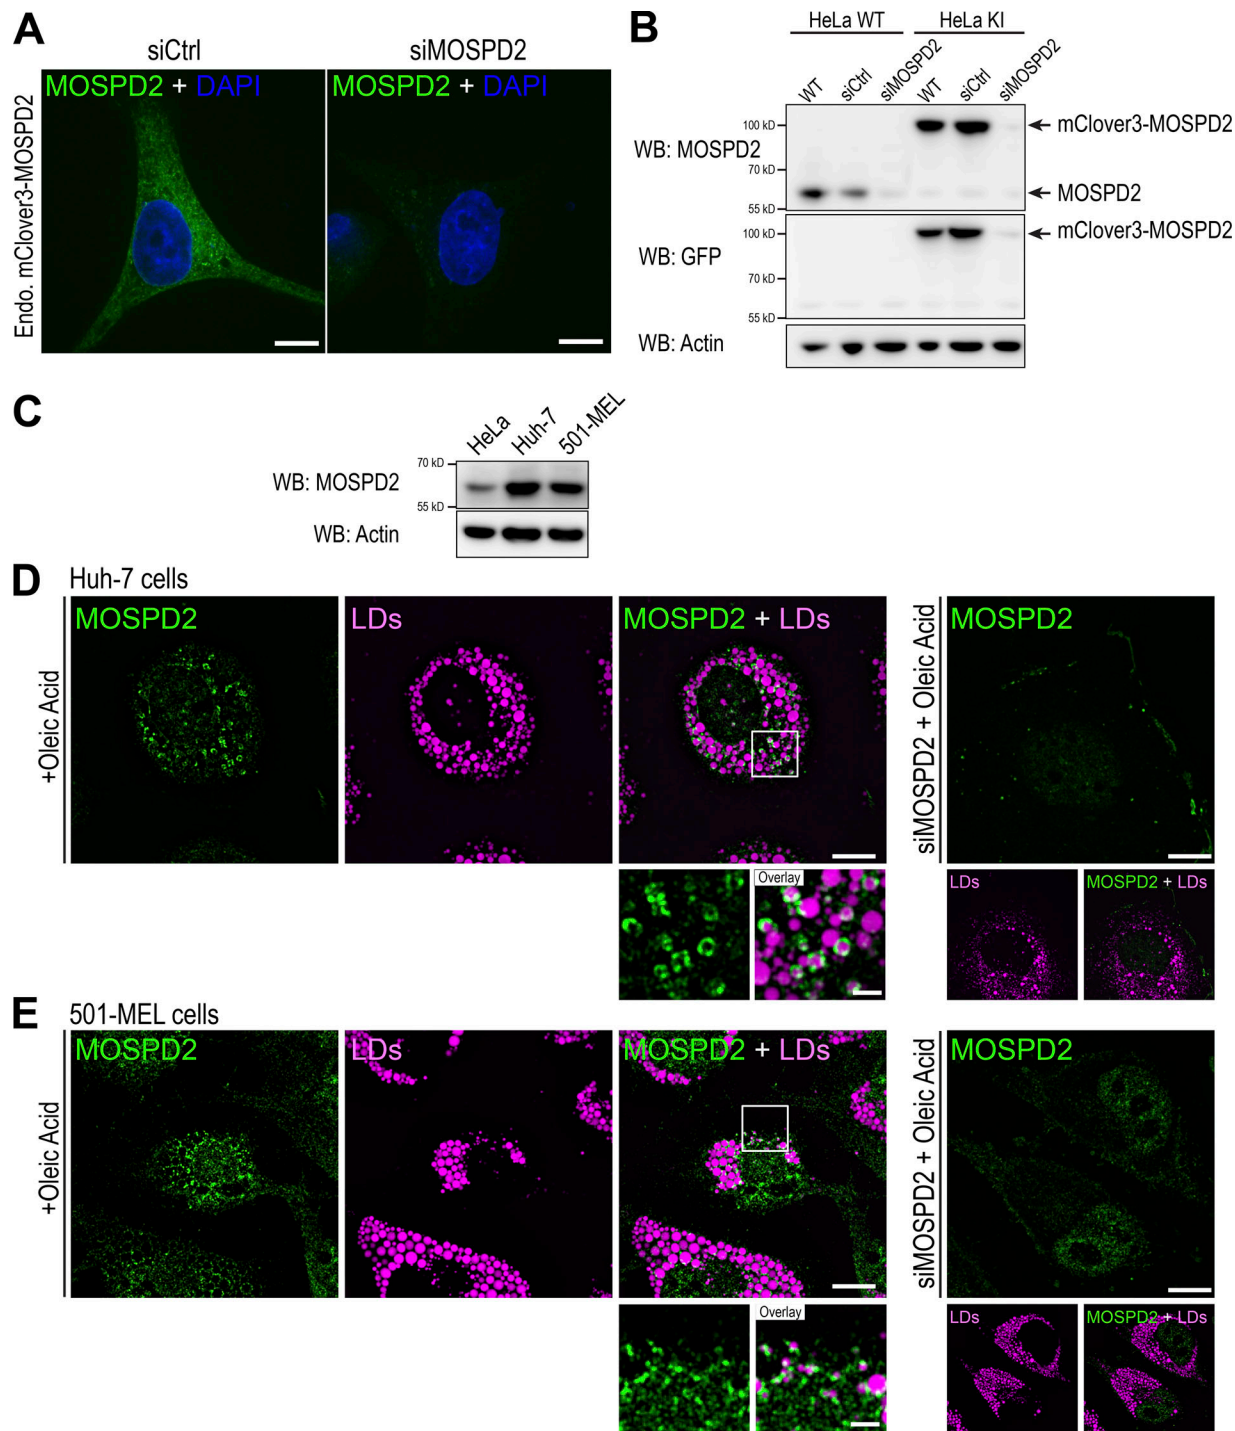 A
siCtrl
siMOSPD2
Endo. mClover3-MOSPD2
MOSPD2 + DAPI
MOSPD2 + DAPI
B
HeLa WT
HeLa KI
WT
siCtrl
siMOSPD2
WT
siCtrl
siMOSPD2
WB: MOSPD2
100 kD
70 kD
55 kD
mClover3-MOSPD2
MOSPD2
WB: GFP
100 kD
70 kD
55 kD
mClover3-MOSPD2
WB: Actin
C
HeLa
Huh-7
501-MEL
WB: MOSPD2
70 kD
55 kD
WB: Actin
D
Huh-7 cells
+Oleic Acid
MOSPD2
LDs
MOSPD2 + LDs
Overlay
siMOSPD2 + Oleic Acid
MOSPD2
LDs
MOSPD2 + LDs
E
501-MEL cells
+Oleic Acid
MOSPD2
LDs
MOSPD2 + LDs
Overlay
siMOSPD2 + Oleic Acid
MOSPD2
LDs
MOSPD2 + LDs